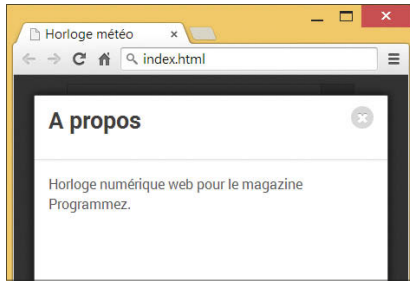 Horloge météo
index.html
A propos
Horloge numérique web pour le magazine
Programmez.